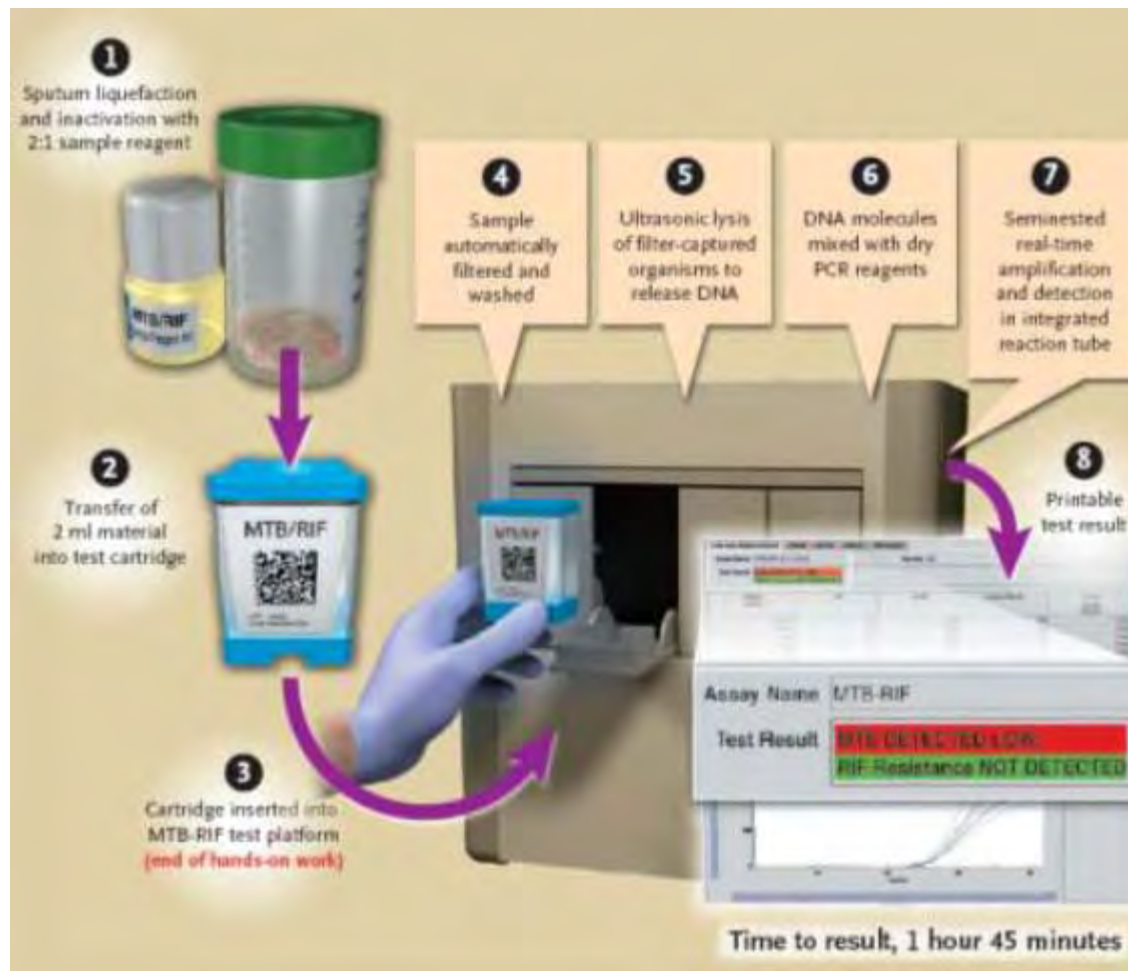 1
Sputum liquefaction
and inactivation with
2:1 sample reagent
MTB/RIF
2
Transfer of
2 ml material
into test cartridge
MTB/RIF
3
Cartridge inserted into
MTB-RIF test platform
(end of hands-on work)
4
Sample
automatically
filtered and
washed
5
Ultrasonic lysis
of filter-captured
organisms to
release DNA
6
DNA molecules
mixed with dry
PCR reagents
7
Seminested
real-time
amplification
and detection
in integrated
reaction tube
MTB/RIF
8
Printable
test result
Assay Name MTB-RIF
Test Result MTB DETECTED LOW
RIF Resistance NOT DETECTED
Time to result, 1 hour 45 minutes